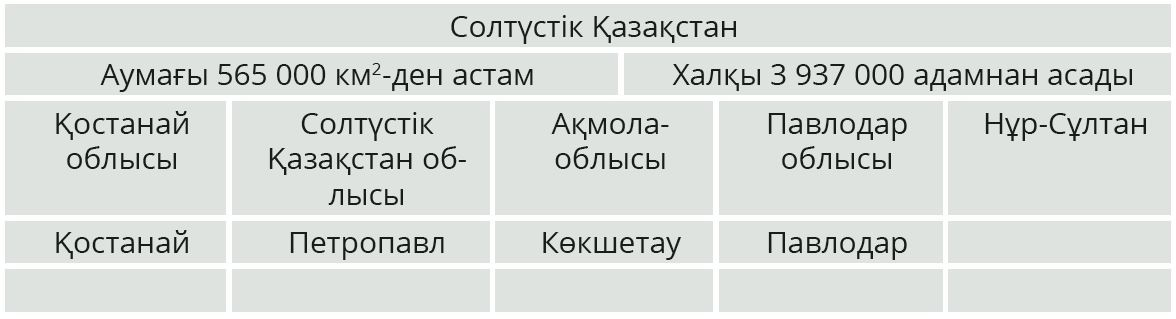 Солтүстік Қазақстан
Аумағы 565 000 км²-ден астам
Халқы 3 937 000 адамнан асады
Қостанай
облысы
Солтүстік
Қазақстан об-
лысы
Ақмола-
облысы
Павлодар
облысы
Нұр-Сұлтан
Қостанай
Петропавл
Көкшетау
Павлодар